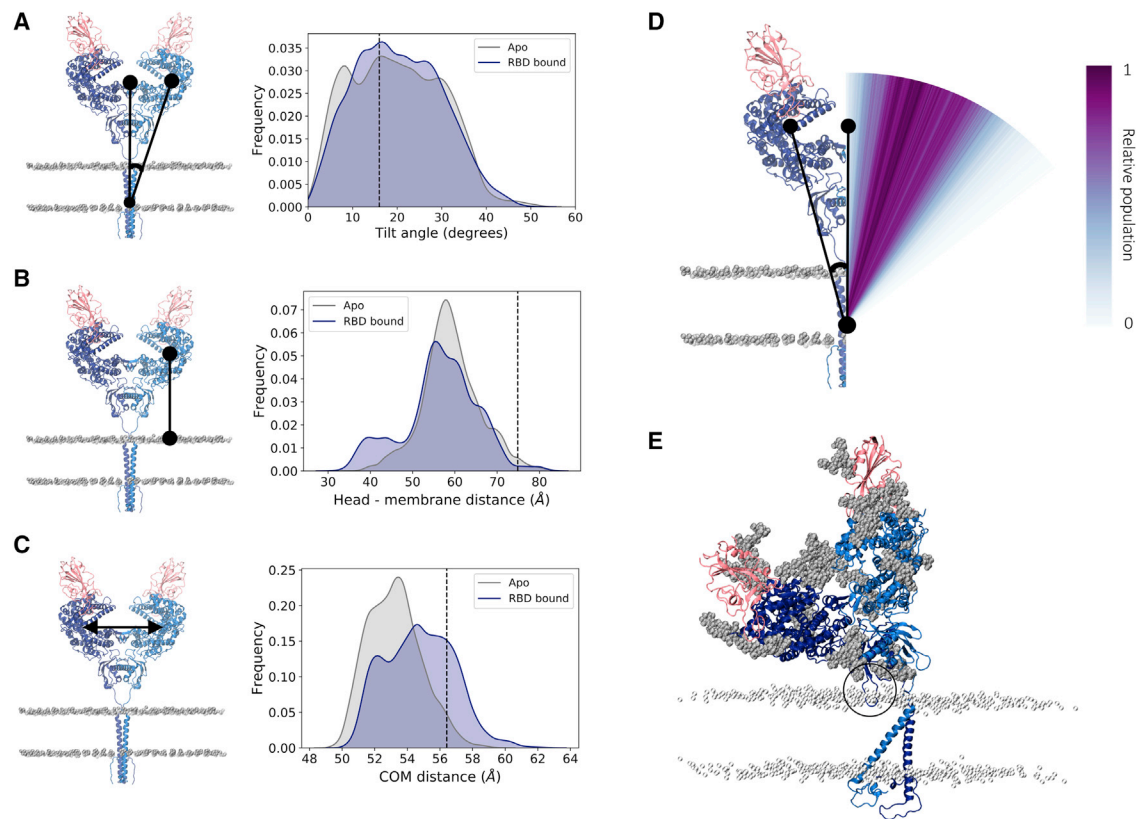 A
Frequency
0.035
0.030
0.025
0.020
0.015
0.010
0.005
0.000
Apo
RBD bound
0 10 20 30 40 50 60
Tilt angle (degrees)
B
Frequency
0.07
0.06
0.05
0.04
0.03
0.02
0.01
0.00
Apo
RBD bound
30 40 50 60 70 80
Head - membrane distance (Å)
C
Frequency
0.25
0.20
0.15
0.10
0.05
0.00
Apo
RBD bound
48 50 52 54 56 58 60 62 64
COM distance (Å)
D
1
Relative population
0
E